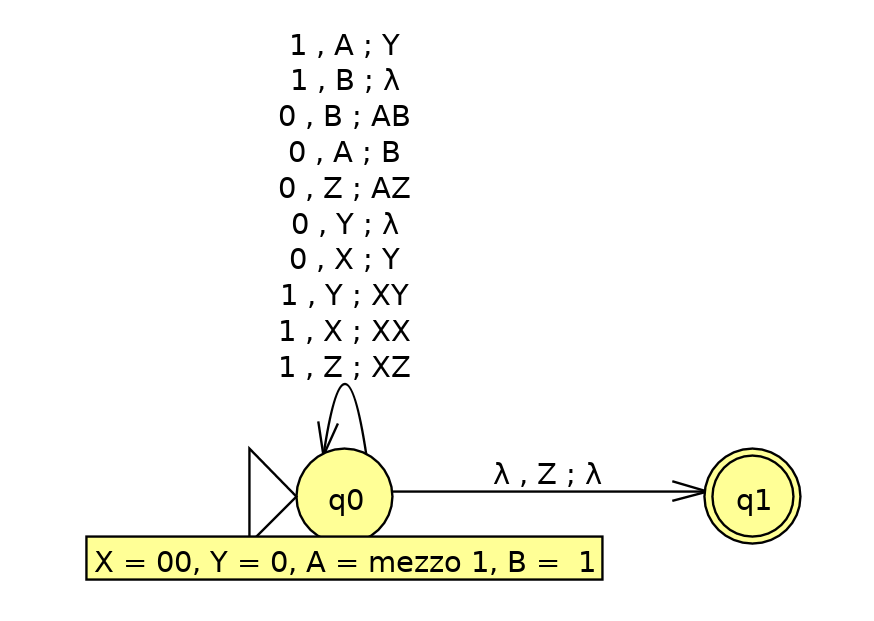 1 , A ; Y
1 , B ; λ
0 , B ; AB
0 , A ; B
0 , Z ; AZ
0 , Y ; λ
0 , X ; Y
1 , Y ; XY
1 , X ; XX
1 , Z ; XZ
λ , Z ; λ
q0
q1
X = 00, Y = 0, A = mezzo 1, B =  1